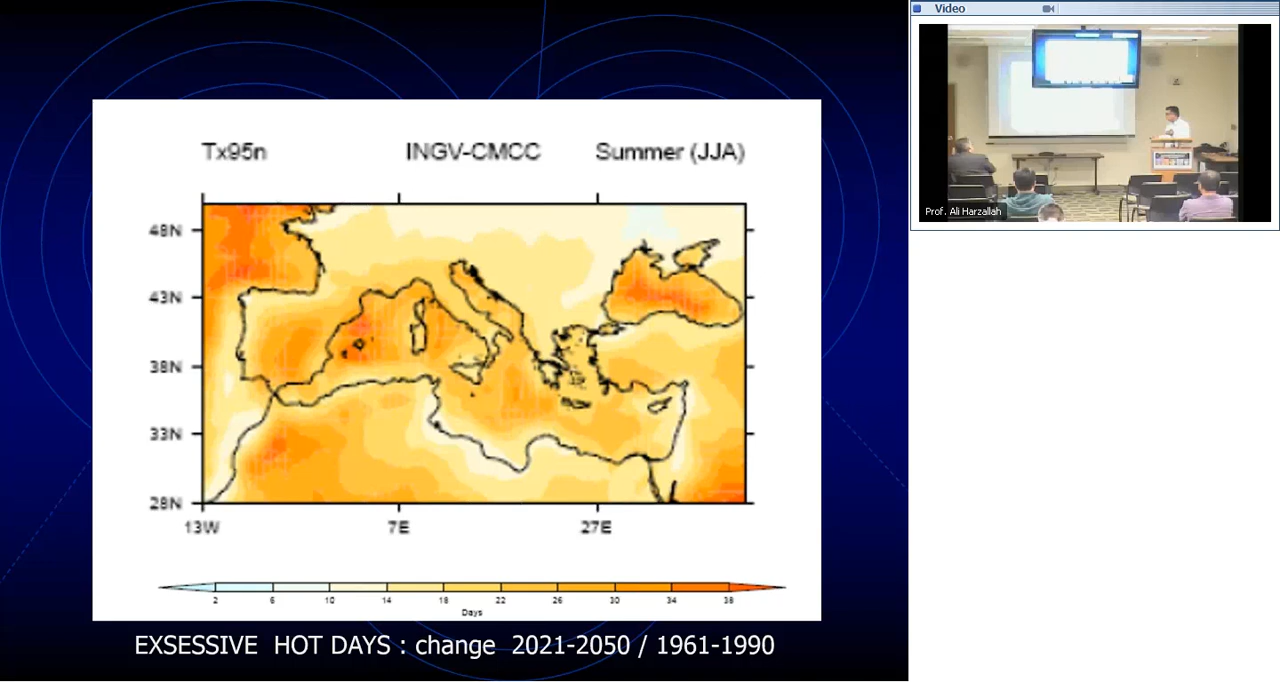 Video
Tx95n INGV-CMCC Summer (JJA)
48N
43N
38N
33N
28N
13W 7E 27E
2 6 10 14 18 22 26 30 34 38
Days
EXSESSIVE HOT DAYS : change 2021-2050 / 1961-1990
Prof. Ali Harzallah